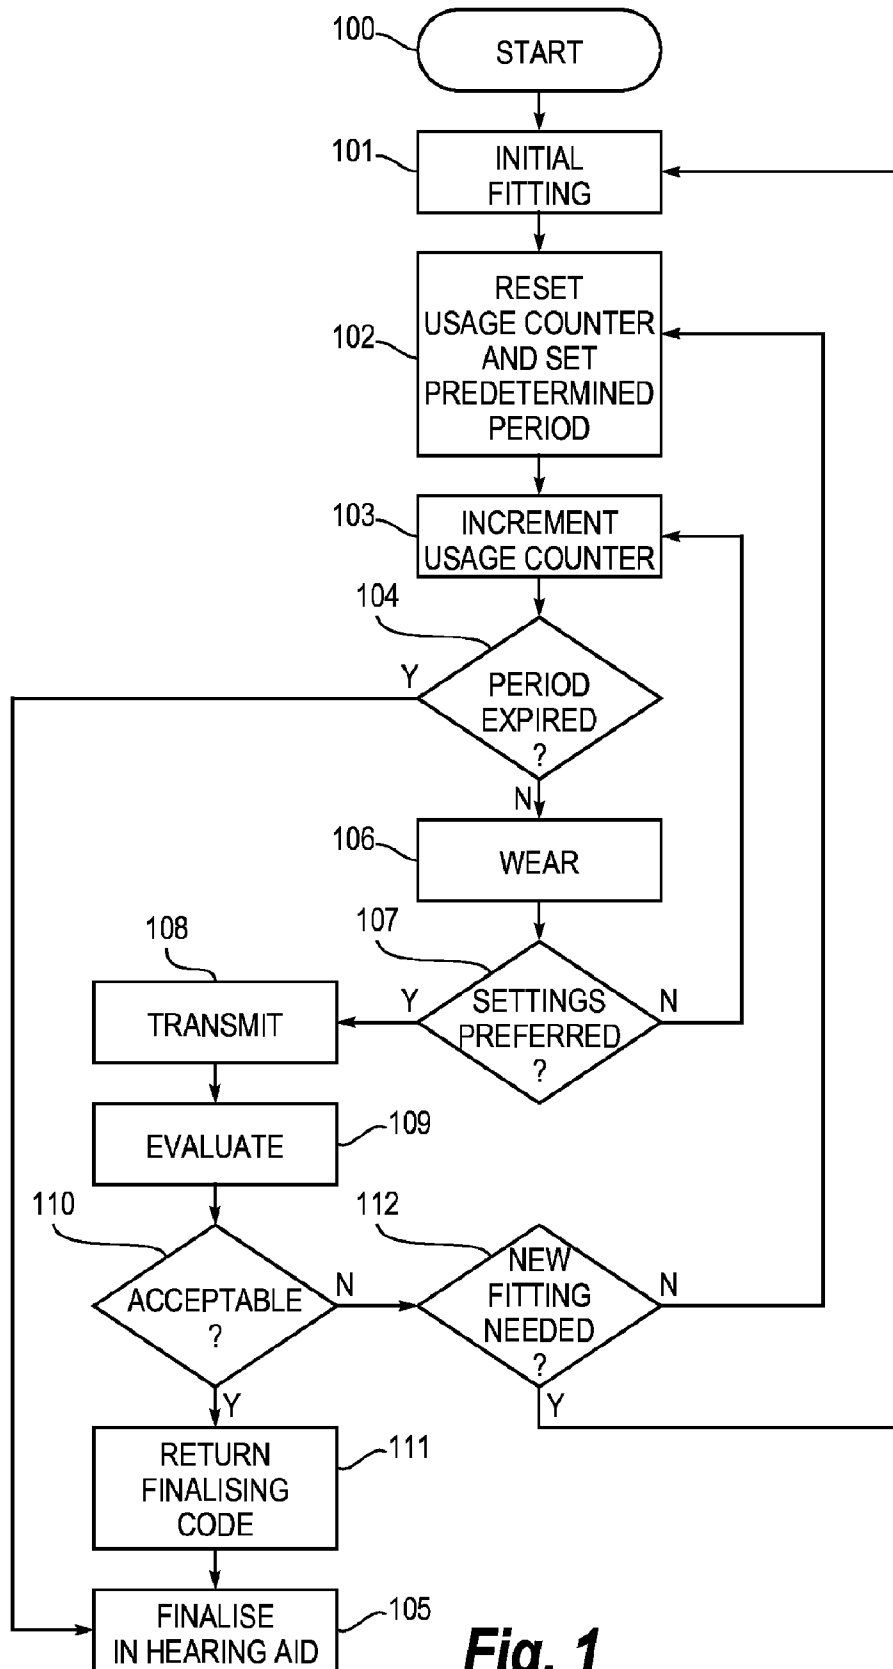 100
START
101
INITIAL
FITTING
102
RESET
USAGE COUNTER
AND SET
PREDETERMINED
PERIOD
103
INCREMENT
USAGE COUNTER
104
Y
PERIOD
EXPIRED
?
N
106
WEAR
107
108
TRANSMIT
Y
SETTINGS
PREFERRED
?
N
EVALUATE
109
110
ACCEPTABLE
?
N
Y
112
NEW
FITTING
NEEDED
?
N
Y
RETURN
FINALISING
CODE
111
FINALISE
IN HEARING AID
105
Fig. 1